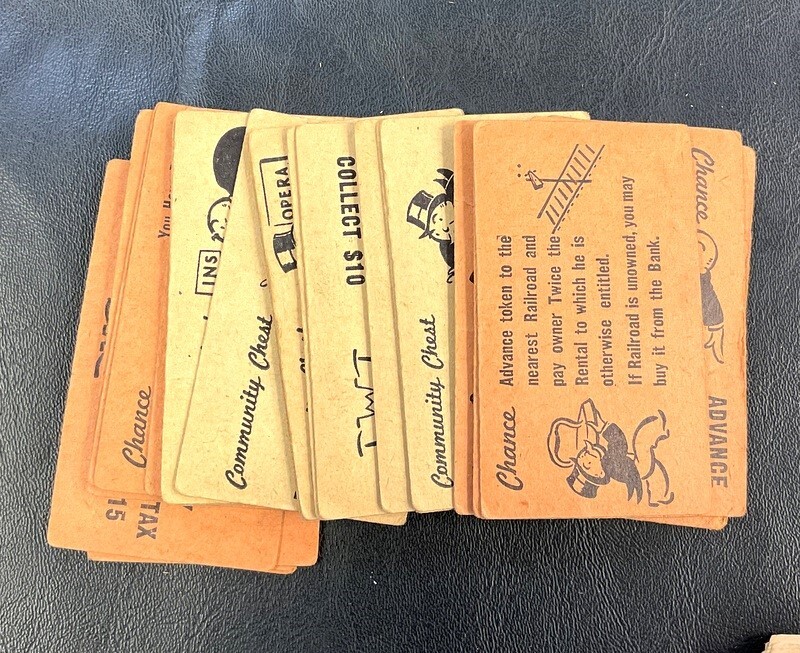 You
Chance
TAX
15
INS
Community Chest
OPERA
COLLECT $10
Community Chest
Chance
Advance token to the
nearest Railroad and
pay owner Twice the
Rental to which he is
otherwise entitled.
If Railroad is unowned, you may
buy it from the Bank.
Chance
ADVANCE